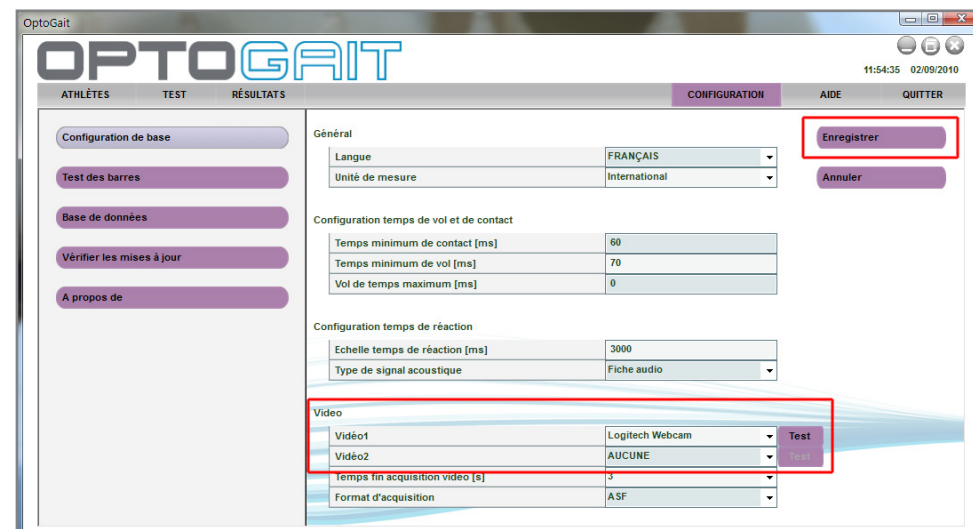 OptoGait
OPTOGAIT
11:54:35 02/09/2010
ATHLÈTES TEST RÉSULTATS CONFIGURATION AIDE QUITTER
Configuration de base
Test des barres
Base de données
Vèrifier les mises à jour
A propos de
Général
Langue FRANÇAIS
Unité de mesure International
Configuration temps de vol et de contact
Temps minimum de contact [ms] 60
Temps minimum de vol [ms] 70
Vol de temps maximum [ms] 0
Configuration temps de réaction
Echelle temps de réaction [ms] 3000
Type de signal acoustique Fiche audio
Video
Vidéo1 Logitech Webcam Test
Vidéo2 AUCUNE Test
Temps fin acquisition vidéo [s] 3
Format d'acquisition ASF
Enregistrer
Annuler